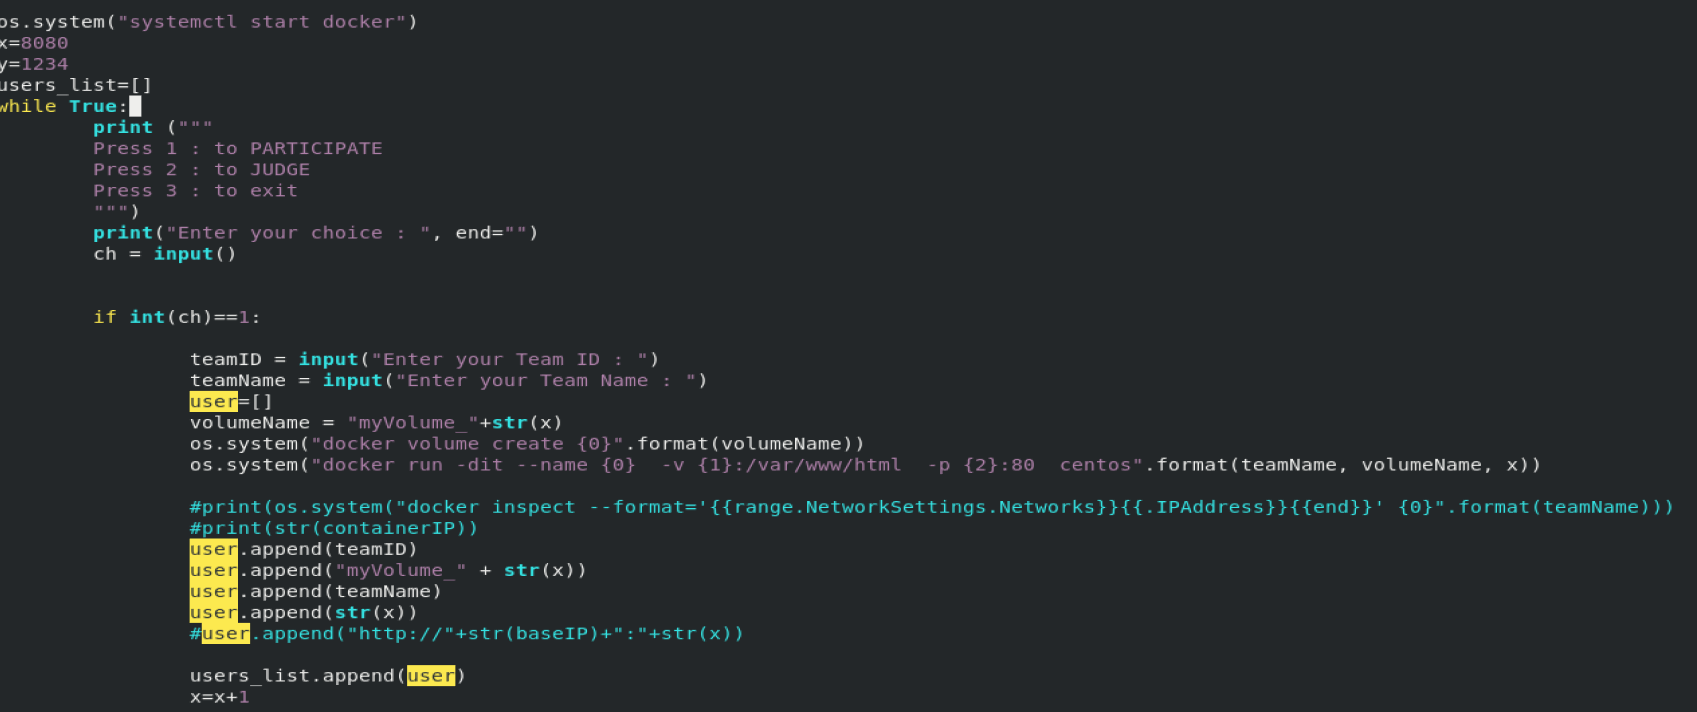 os.system("systemctl start docker")
x=8080
y=1234
users_list=[]
while True:
print ("""
Press 1 : to PARTICIPATE
Press 2 : to JUDGE
Press 3 : to exit
""")
print("Enter your choice : ", end="")
ch = input()
if int(ch)==1:
teamID = input("Enter your Team ID : ")
teamName = input("Enter your Team Name : ")
user=[]
volumeName = "myVolume_"+str(x)
os.system("docker volume create {0}".format(volumeName))
os.system("docker run -dit --name {0}  -v {1}:/var/www/html  -p {2}:80  centos".format(teamName, volumeName, x))
#print(os.system("docker inspect --format='{{range.NetworkSettings.Networks}}{{.IPAddress}}{{end}}' {0}".format(teamName)))
#print(str(containerIP))
user.append(teamID)
user.append("myVolume_" + str(x))
user.append(teamName)
user.append(str(x))
#user.append("http://"+str(baseIP)+":"+str(x))
users_list.append(user)
x=x+1